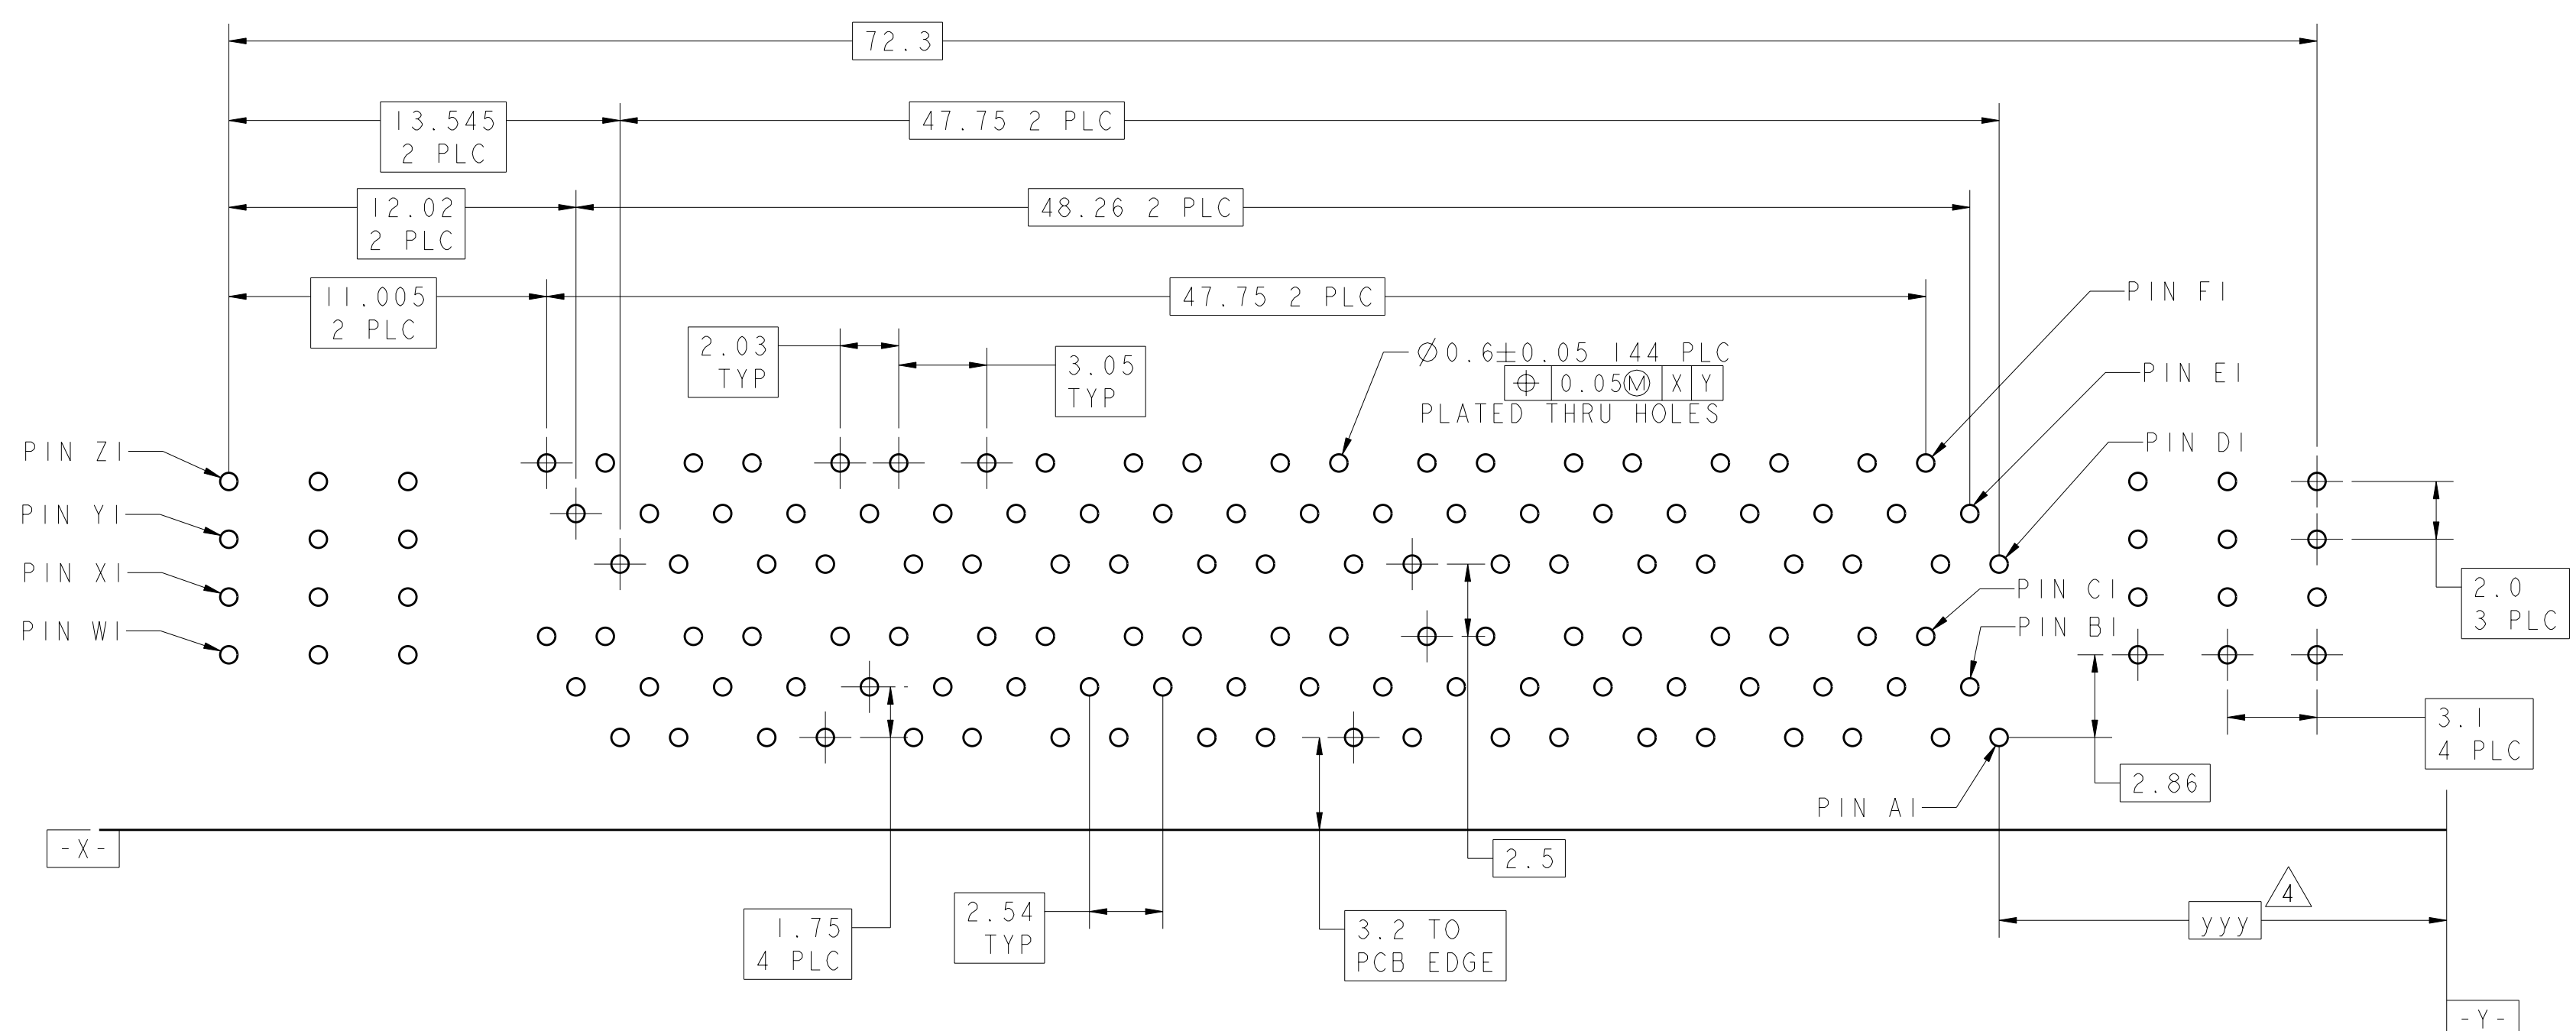 72.3
13.545
2 PLC
47.75 2 PLC
12.02
2 PLC
48.26 2 PLC
11.005
2 PLC
47.75 2 PLC
PIN F1
2.03
TYP
3.05
TYP
Ø0.6±0.05 144 PLC
⌖ 0.05Ⓜ X Y
PLATED THRU HOLES
PIN E1
PIN D1
PIN Z1
PIN Y1
PIN X1
PIN W1
PIN C1
PIN B1
2.0
3 PLC
3.1
4 PLC
2.86
PIN A1
-X-
2.5
1.75
4 PLC
2.54
TYP
3.2 TO
PCB EDGE
4
yyy
-Y-